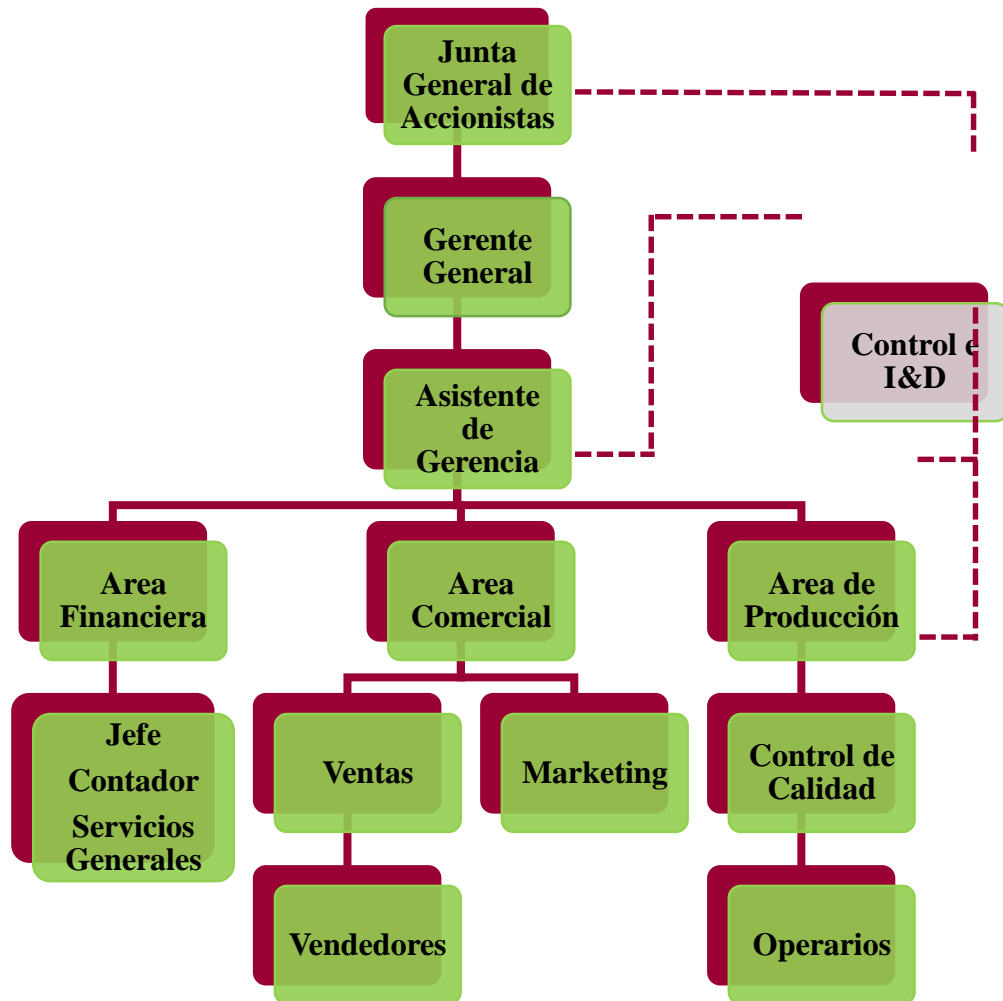 Junta
General de
Accionistas
Gerente
General
Control e
I&D
Asistente
de
Gerencia
Area
Financiera
Area
Comercial
Area de
Producción
Jefe
Contador
Servicios
Generales
Ventas
Marketing
Control de
Calidad
Vendedores
Operarios